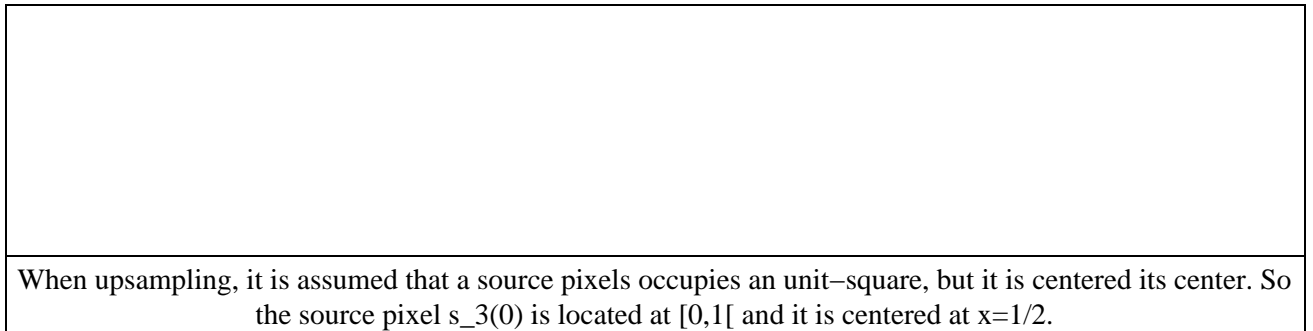 When upsampling, it is assumed that a source pixels occupies an unit−square, but it is centered its center. So
the source pixel s_3(0) is located at [0,1[ and it is centered at x=1/2.